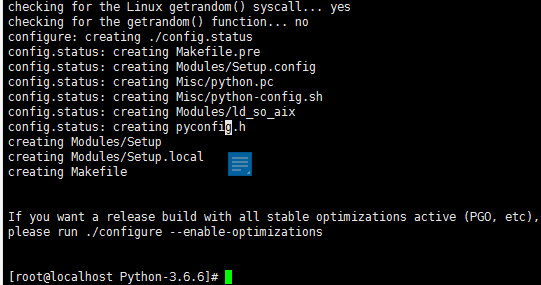 checking for the Linux getrandom() syscall... yes
checking for the getrandom() function... no
configure: creating ./config.status
config.status: creating Makefile.pre
config.status: creating Modules/Setup.config
config.status: creating Misc/python.pc
config.status: creating Misc/python-config.sh
config.status: creating Modules/ld_so_aix
config.status: creating pyconfig.h
creating Modules/Setup
creating Modules/Setup.local
creating Makefile
If you want a release build with all stable optimizations active (PGO, etc),
please run ./configure --enable-optimizations
[root@localhost Python-3.6.6]#